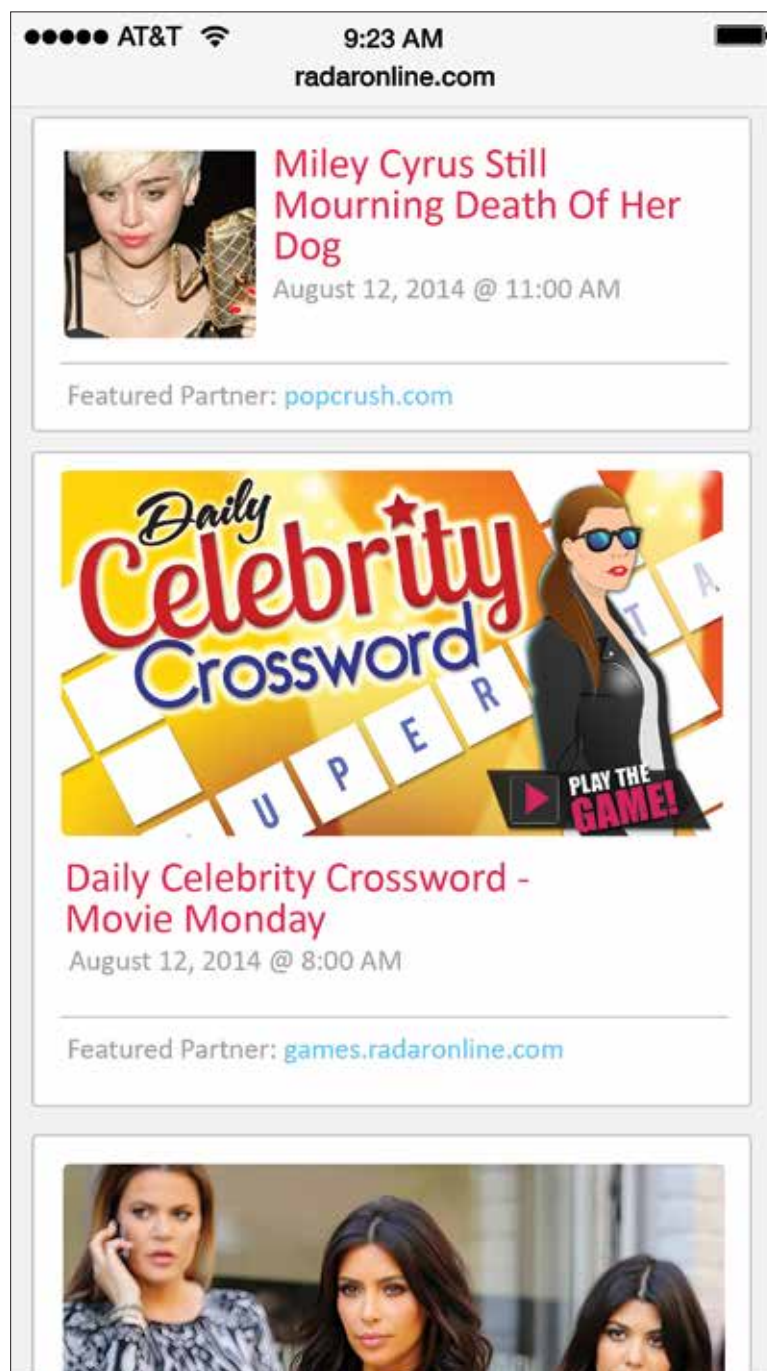 AT&T 9:23 AM
radaronline.com
Miley Cyrus Still
Mourning Death Of Her
Dog
August 12, 2014 @ 11:00 AM
Featured Partner: popcrush.com
Daily
Celebrity
Crossword
U P E R T A
PLAY THE
GAME!
Daily Celebrity Crossword -
Movie Monday
August 12, 2014 @ 8:00 AM
Featured Partner: games.radaronline.com